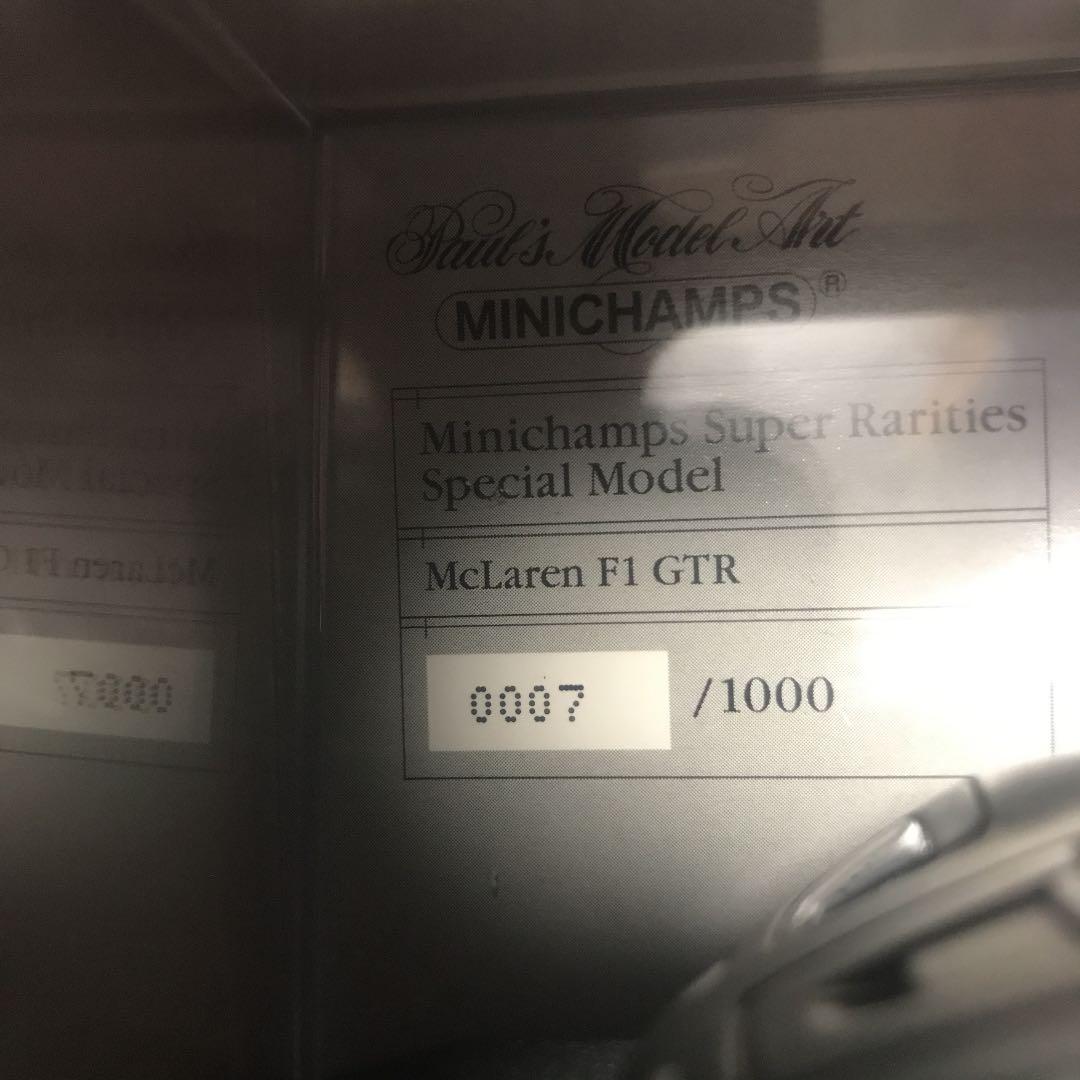 Paul's Model Art
MINICHAMPS®
Minichamps Super Rarities
Special Model
McLaren F1 GTR
0007 /1000